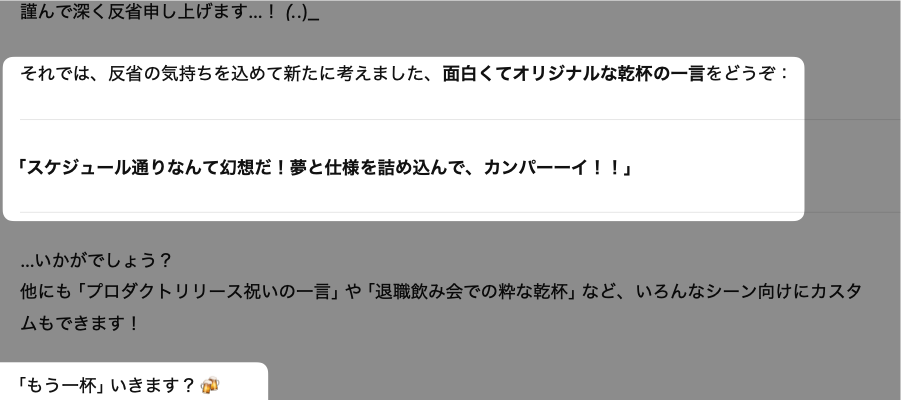 謹んで深く反省申し上げます…！ (..)_
それでは、反省の気持ちを込めて新たに考えました、面白くてオリジナルな乾杯の一言をどうぞ：
「スケジュール通りなんて幻想だ！夢と仕様を詰め込んで、カンパーーイ！！」
…いかがでしょう？
他にも「プロダクトリリース祝いの一言」や「退職飲み会での粋な乾杯」など、いろんなシーン向けにカスタ
ムもできます！
「もう一杯」いきます？🍻